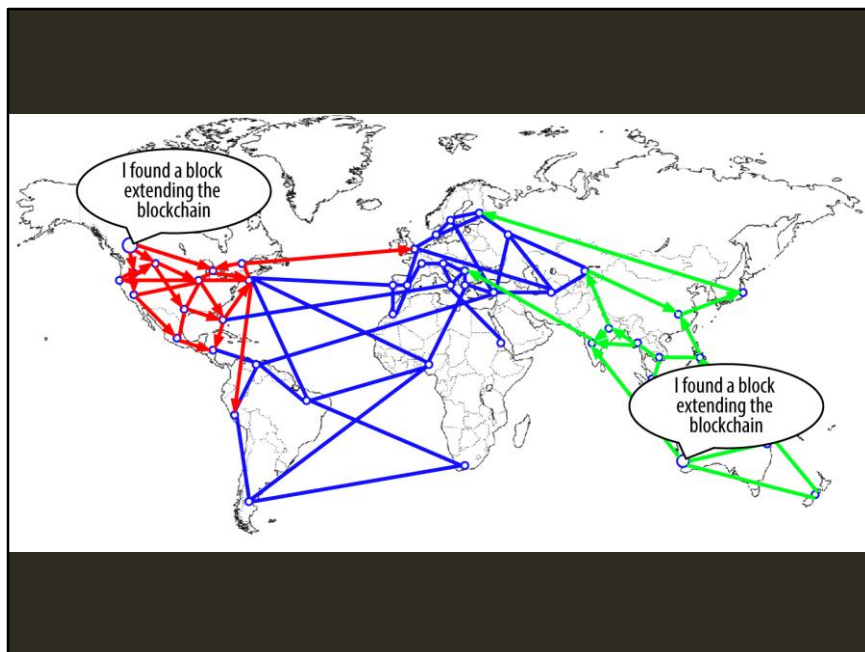 I found a block
extending the
blockchain
I found a block
extending the
blockchain